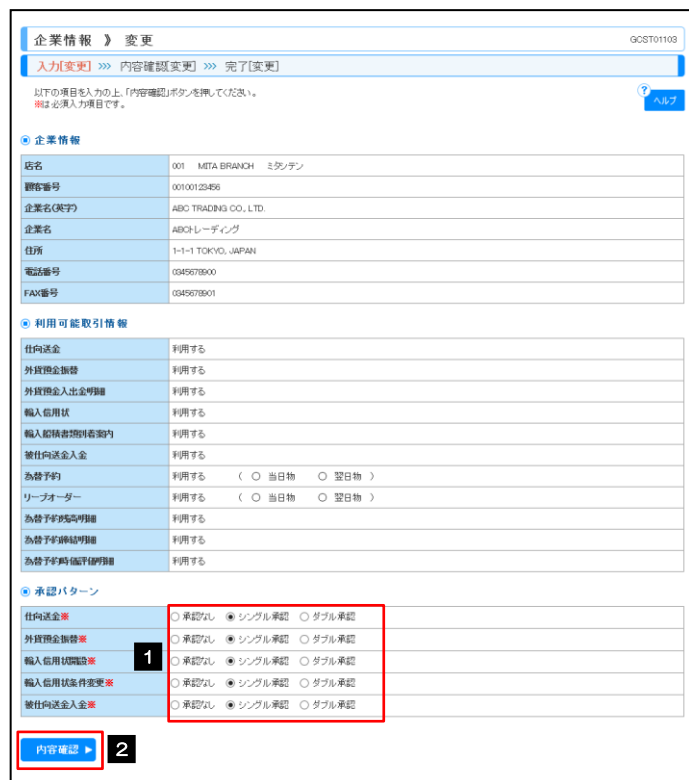 企業情報 》 変更 GCST01103
入力[変更] >>> 内容確認[変更] >>> 完了[変更]
以下の項目を入力の上、「内容確認」ボタンを押してください。
※は必須入力項目です。
? ヘルプ
企業情報
店名 001 MITA BRANCH ミタシテン
顧客番号 00100123456
企業名(英字) ABC TRADING CO., LTD.
企業名 ABCトレーディング
住所 1-1-1 TOKYO, JAPAN
電話番号 0345678900
FAX番号 0345678901
利用可能取引情報
仕向送金 利用する
外貨預金振替 利用する
外貨預金入出金明細 利用する
輸入信用状 利用する
輸入船積書類到着案内 利用する
被仕向送金入金 利用する
為替予約 利用する ( ○ 当日物 ○ 翌日物 )
リーブオーダー 利用する ( ○ 当日物 ○ 翌日物 )
為替予約残高明細 利用する
為替予約締結明細 利用する
為替予約時価評価明細 利用する
承認パターン
仕向送金※ ○ 承認なし ◉ シングル承認 ○ ダブル承認
外貨預金振替※ ○ 承認なし ◉ シングル承認 ○ ダブル承認
輸入信用状開設※ ○ 承認なし ◉ シングル承認 ○ ダブル承認
輸入信用状条件変更※ ○ 承認なし ◉ シングル承認 ○ ダブル承認
被仕向送金入金※ ○ 承認なし ◉ シングル承認 ○ ダブル承認
1
内容確認 ▶ 2